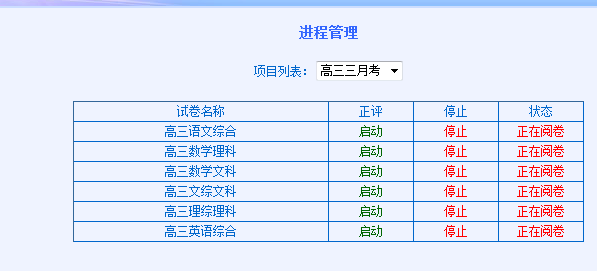 进程管理
项目列表： 高三三月考
试卷名称 正评 停止 状态
高三语文综合 启动 停止 正在阅卷
高三数学理科 启动 停止 正在阅卷
高三数学文科 启动 停止 正在阅卷
高三文综文科 启动 停止 正在阅卷
高三理综理科 启动 停止 正在阅卷
高三英语综合 启动 停止 正在阅卷